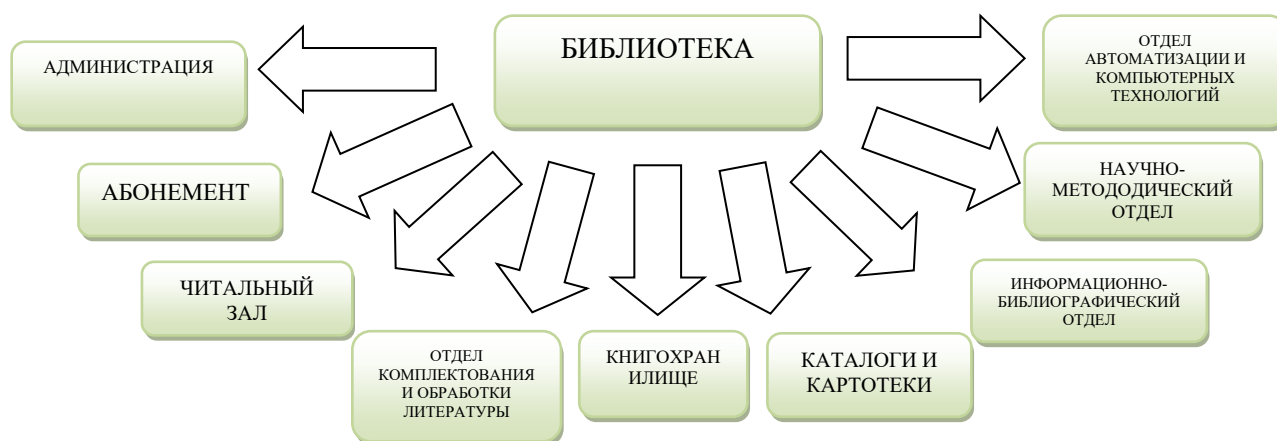 БИБЛИОТЕКА
АДМИНИСТРАЦИЯ
АБОНЕМЕНТ
ЧИТАЛЬНЫЙ
ЗАЛ
ОТДЕЛ
КОМПЛЕКТОВАНИЯ
И ОБРАБОТКИ
ЛИТЕРАТУРЫ
КНИГОХРАН
ИЛИЩЕ
КАТАЛОГИ И
КАРТОТЕКИ
ИНФОРМАЦИОННО-
БИБЛИОГРАФИЧЕСКИЙ
ОТДЕЛ
НАУЧНО-
МЕТОДОДИЧЕСКИЙ
ОТДЕЛ
ОТДЕЛ
АВТОМАТИЗАЦИИ И
КОМПЬЮТЕРНЫХ
ТЕХНОЛОГИЙ